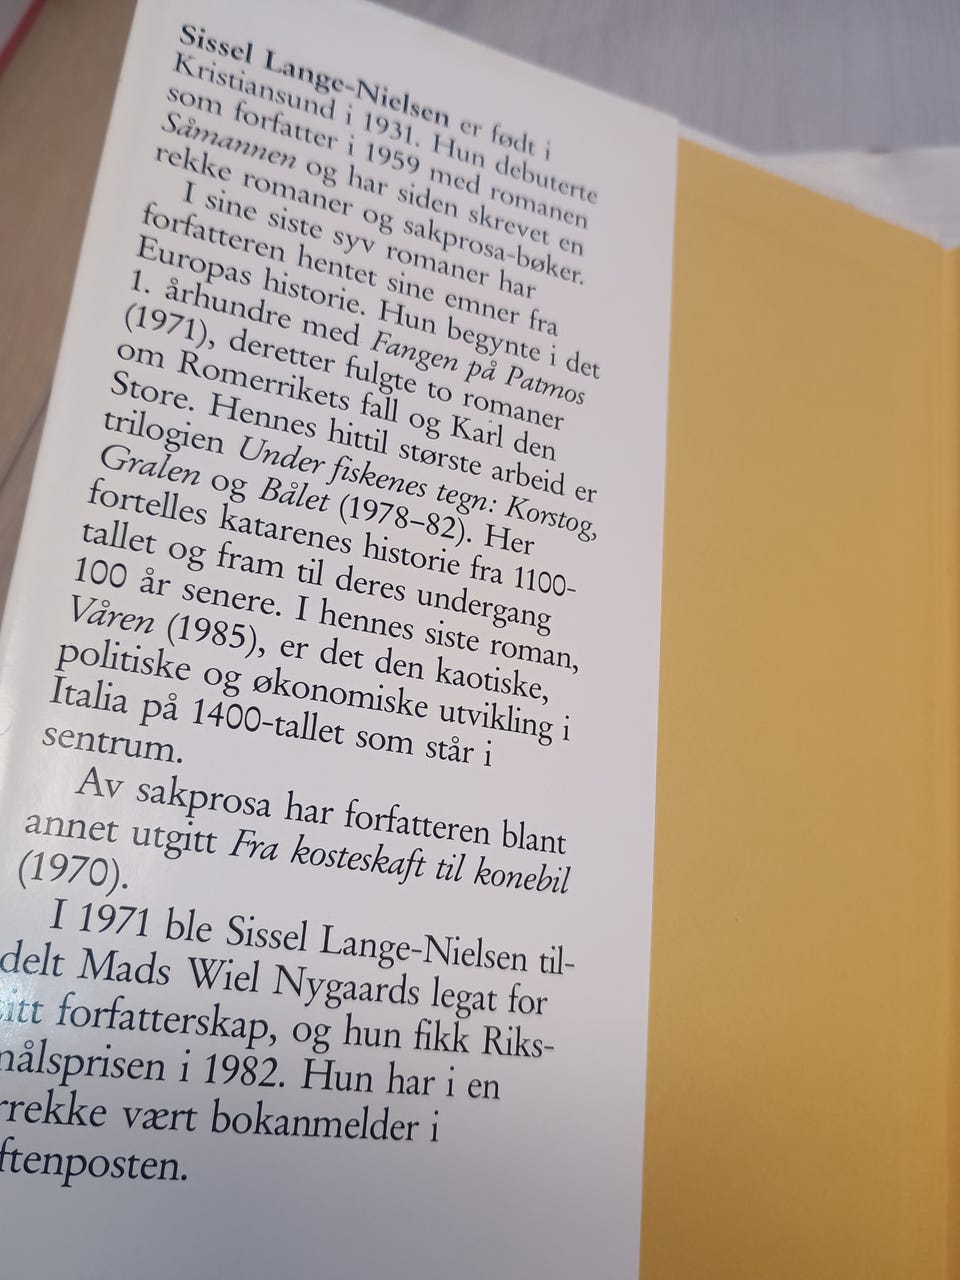 Sissel Lange-Nielsen er født i
Kristiansund i 1931. Hun debuterte
som forfatter i 1959 med romanen
Såmannen og har siden skrevet en
rekke romaner og sakprosa-bøker.
I sine siste syv romaner har
forfatteren hentet sine emner fra
Europas historie. Hun begynte i det
1. århundre med Fangen på Patmos
(1971), deretter fulgte to romaner
om Romerrikets fall og Karl den
Store. Hennes hittil største arbeid er
trilogien Under fiskenes tegn: Korstog,
Gralen og Bålet (1978–82). Her
fortelles katarenes historie fra 1100-
tallet og fram til deres undergang
100 år senere. I hennes siste roman,
Våren (1985), er det den kaotiske,
politiske og økonomiske utvikling i
Italia på 1400-tallet som står i
sentrum.
Av sakprosa har forfatteren blant
annet utgitt Fra kosteskaft til konebil
(1970).
I 1971 ble Sissel Lange-Nielsen til-
delt Mads Wiel Nygaards legat for
itt forfatterskap, og hun fikk Riks-
målsprisen i 1982. Hun har i en
rrekke vært bokanmelder i
ftenposten.